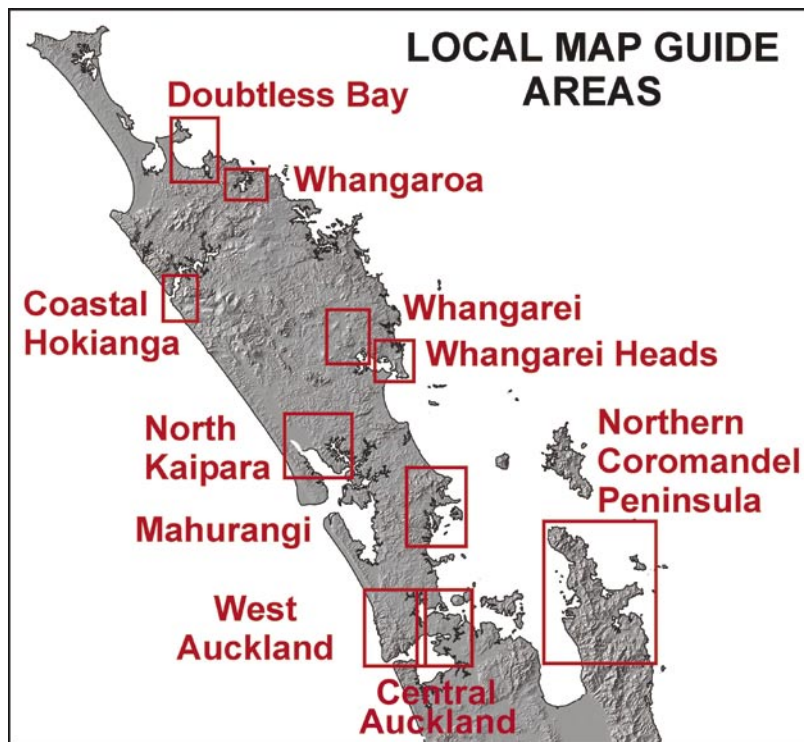 LOCAL MAP GUIDE
AREAS
Doubtless Bay
Whangaroa
Coastal
Hokianga
Whangarei
Whangarei Heads
North
Kaipara
Northern
Coromandel
Peninsula
Mahurangi
West
Auckland
Central
Auckland